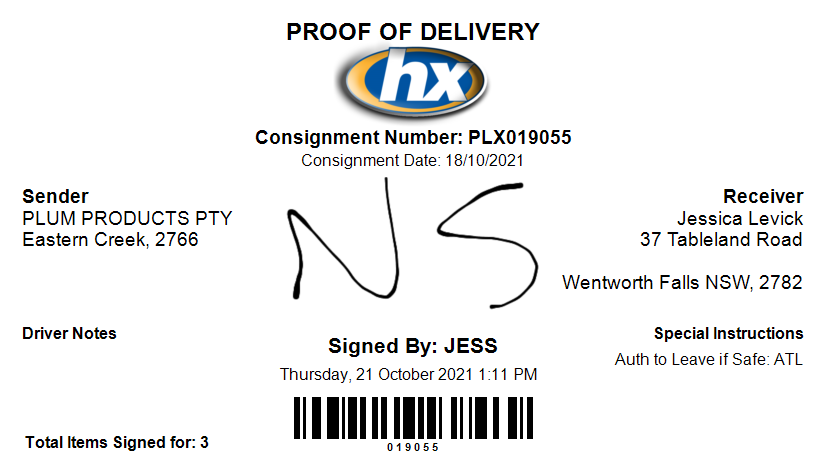 PROOF OF DELIVERY
hx
Consignment Number: PLX019055
Consignment Date: 18/10/2021
Sender
PLUM PRODUCTS PTY
Eastern Creek, 2766
NS
Receiver
Jessica Levick
37 Tableland Road
Wentworth Falls NSW, 2782
Driver Notes
Signed By: JESS
Thursday, 21 October 2021 1:11 PM
Special Instructions
Auth to Leave if Safe: ATL
019055
Total Items Signed for: 3